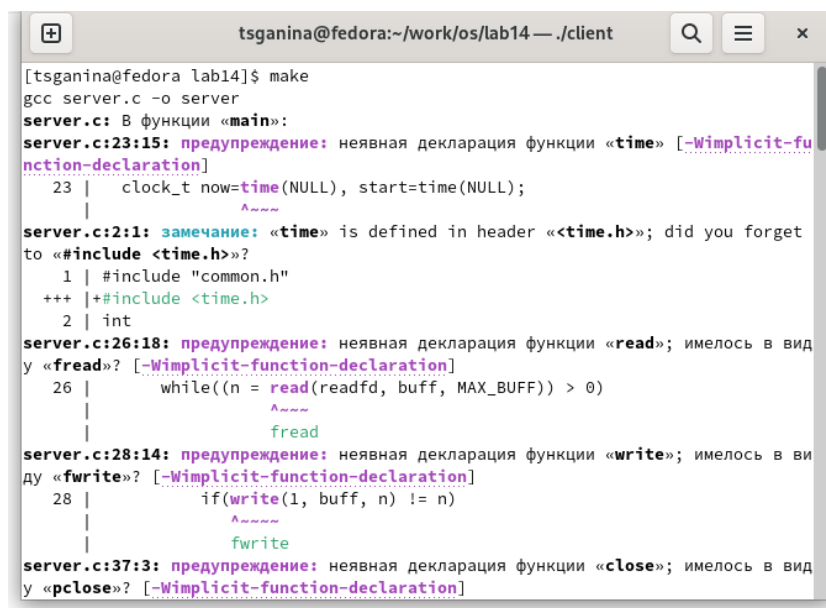 tsganina@fedora:~/work/os/lab14 — ./client
[tsganina@fedora lab14]$ make
gcc server.c -o server
server.c: В функции «main»:
server.c:23:15: предупреждение: неявная декларация функции «time» [-Wimplicit-fu
nction-declaration]
   23 |   clock_t now=time(NULL), start=time(NULL);
      |               ^~~~
server.c:2:1: замечание: «time» is defined in header «<time.h>»; did you forget
to «#include <time.h>»?
    1 | #include "common.h"
  +++ |+#include <time.h>
    2 | int
server.c:26:18: предупреждение: неявная декларация функции «read»; имелось в вид
у «fread»? [-Wimplicit-function-declaration]
   26 |       while((n = read(readfd, buff, MAX_BUFF)) > 0)
      |                  ^~~~
      |                  fread
server.c:28:14: предупреждение: неявная декларация функции «write»; имелось в ви
ду «fwrite»? [-Wimplicit-function-declaration]
   28 |           if(write(1, buff, n) != n)
      |              ^~~~~
      |              fwrite
server.c:37:3: предупреждение: неявная декларация функции «close»; имелось в вид
у «pclose»? [-Wimplicit-function-declaration]